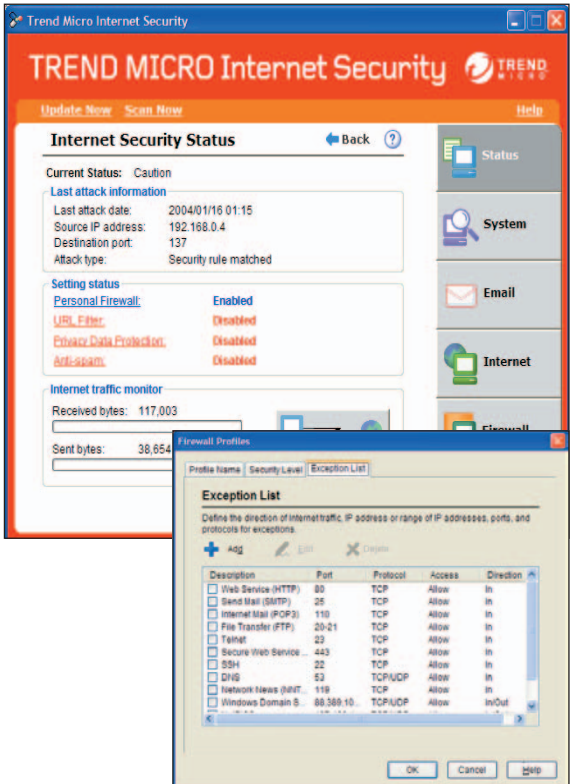 Trend Micro Internet Security
TREND MICRO Internet Security
TREND
MICRO
Update Now Scan Now Help
Internet Security Status
Back
?
Current Status: Caution
Last attack information
Last attack date: 2004/01/16 01:15
Source IP address: 192.168.0.4
Destination port: 137
Attack type: Security rule matched
Setting status
Personal Firewall: Enabled
URL Filter: Disabled
Privacy Data Protection: Disabled
Anti-spam: Disabled
Internet traffic monitor
Received bytes: 117,003
Sent bytes: 38,654
Status
System
Email
Internet
Firewall
Firewall Profiles
Profile Name Security Level Exception List
Exception List
Define the direction of Internet traffic, IP address or range of IP addresses, ports, and
protocols for exceptions.
Add Edit Delete
Description Port Protocol Access Direction
Web Service (HTTP) 80 TCP Allow In
Send Mail (SMTP) 25 TCP Allow In
Internet Mail (POP3) 110 TCP Allow In
File Transfer (FTP) 20-21 TCP Allow In
Telnet 23 TCP Allow In
Secure Web Service ... 443 TCP Allow In
SSH 22 TCP Allow In
DNS 53 TCP/UDP Allow In
Network News (NNT... 119 TCP Allow In
Windows Domain S... 88,389,10... TCP/UDP Allow In/Out
OK Cancel Help